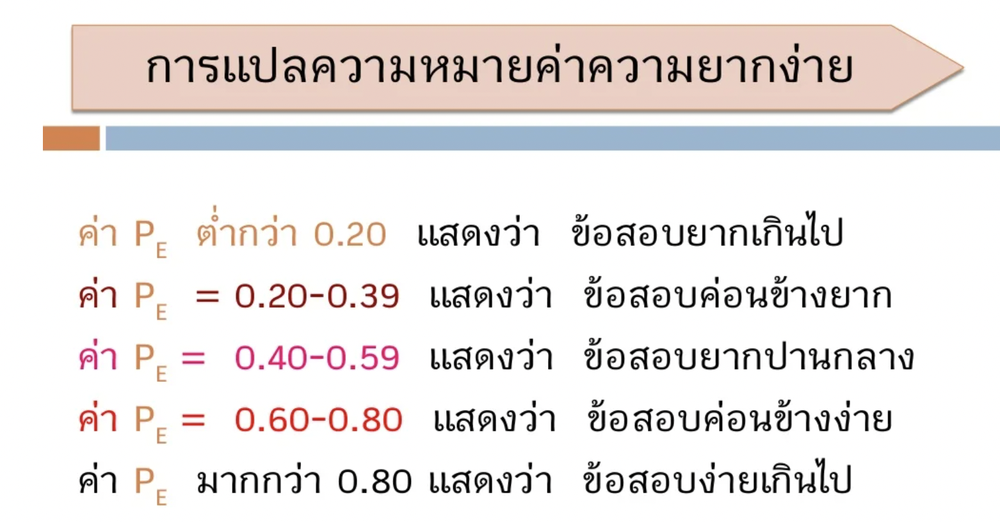 การแปลความหมายค่าความยากง่าย
ค่า PE ต่ำกว่า 0.20 แสดงว่า ข้อสอบยากเกินไป
ค่า PE = 0.20-0.39 แสดงว่า ข้อสอบค่อนข้างยาก
ค่า PE = 0.40-0.59 แสดงว่า ข้อสอบยากปานกลาง
ค่า PE = 0.60-0.80 แสดงว่า ข้อสอบค่อนข้างง่าย
ค่า PE มากกว่า 0.80 แสดงว่า ข้อสอบง่ายเกินไป